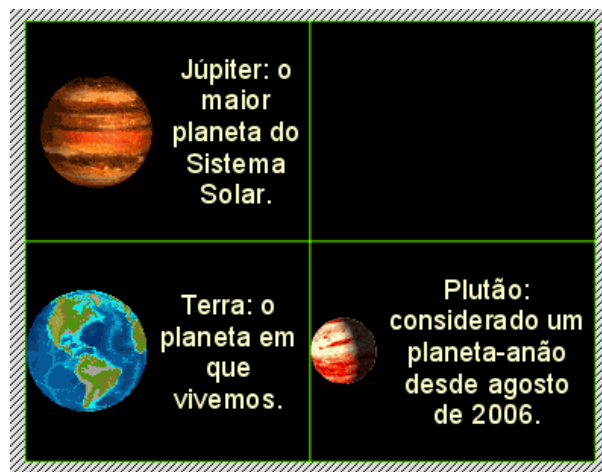 Júpiter: o
maior
planeta do
Sistema
Solar.
Terra: o
planeta em
que
vivemos.
Plutão:
considerado um
planeta-anão
desde agosto
de 2006.